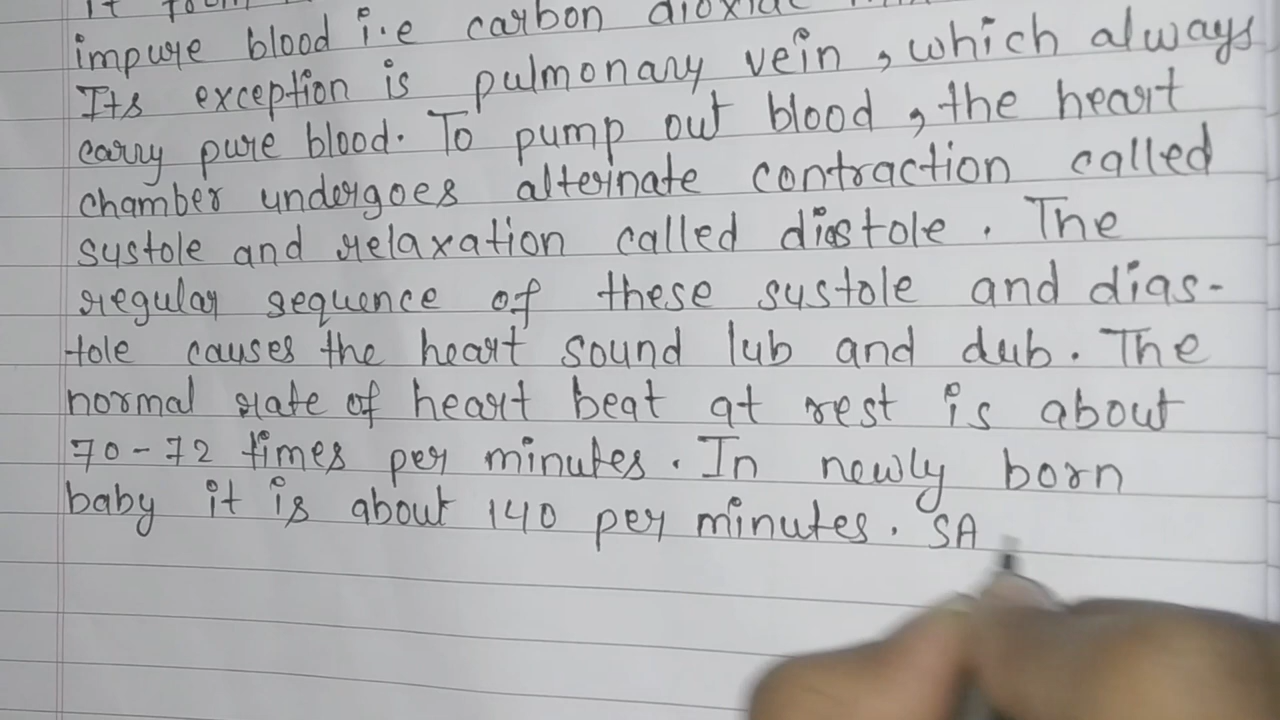 impure blood i.e carbon dioxide
Its exception is pulmonary vein, which always
carry pure blood. To pump out blood, the heart
chamber undergoes alternate contraction called
systole and relaxation called diastole. The
regular sequence of these systole and dias-
tole causes the heart sound lub and dub. The
normal rate of heart beat at rest is about
70-72 times per minutes. In newly born
baby it is about 140 per minutes. SA